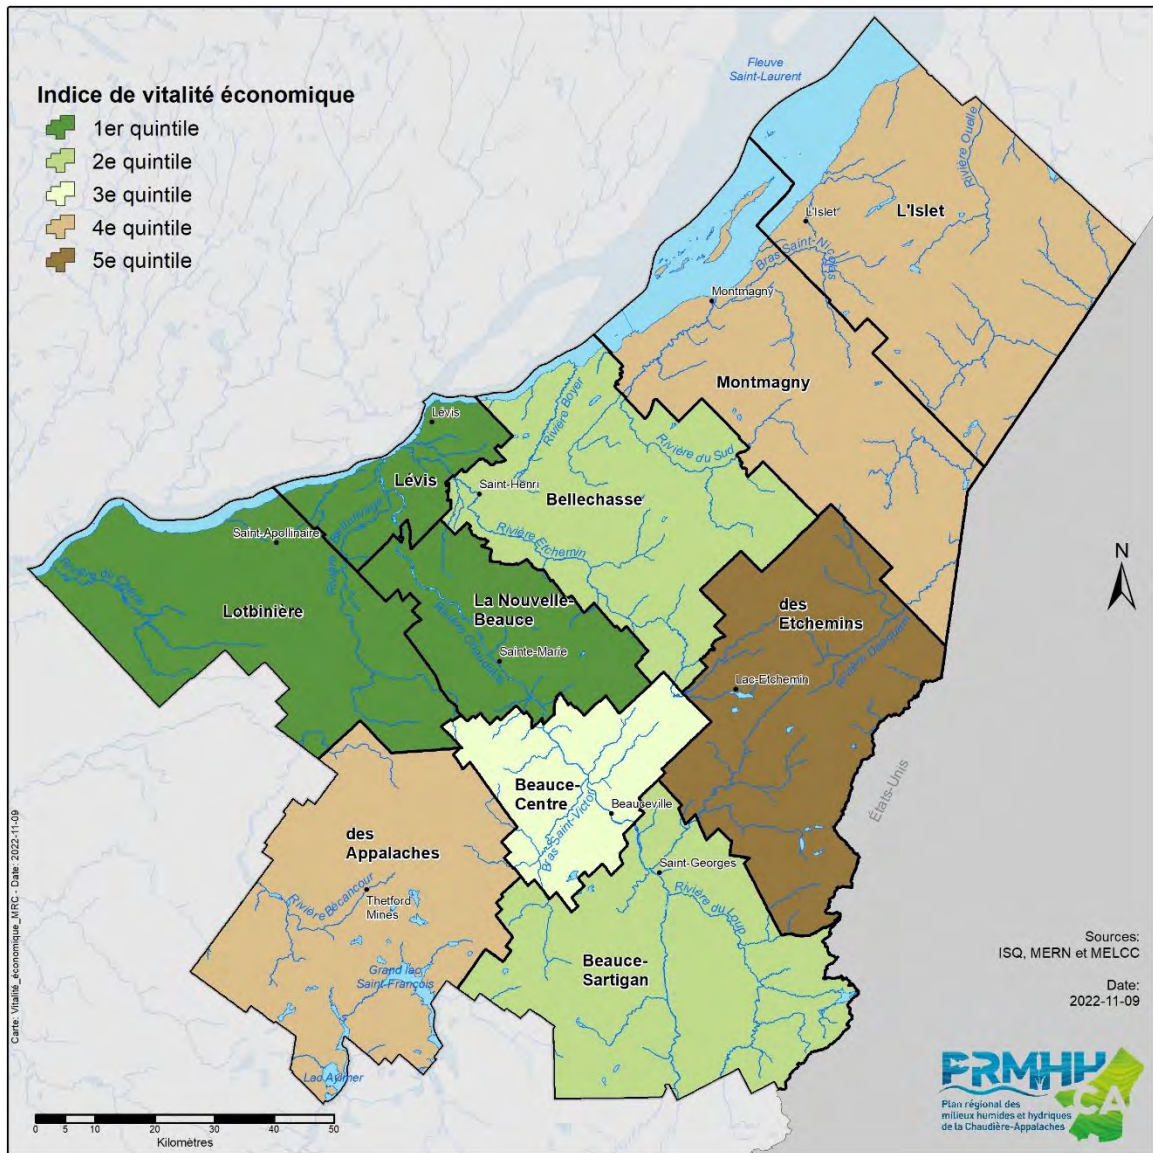 Indice de vitalité économique
1er quintile
2e quintile
3e quintile
4e quintile
5e quintile
Fleuve
Saint-Laurent
Rivière Ouelle
L'Islet
L'Islet
Bras Saint-Nicolas
Montmagny
Montmagny
Rivière Boyer
Rivière du Sud
Lévis
Lévis
Saint-Henri
Bellechasse
Beaurivage
Saint-Apollinaire
Rivière Etchemin
N
Rivière du Chêne
Lotbinière
Rivière
La Nouvelle-
Beauce
des
Etchemins
Rivière Chaudière
Sainte-Marie
Rivière Daaquam
Lac-Etchemin
Beauce-
Centre
Beauceville
Bras Saint-Victor
États-Unis
des
Appalaches
Saint-Georges
Rivière du Loup
Rivière Bécancour
Thetford
Mines
Beauce-
Sartigan
Grand lac
Saint-François
Lac Aylmer
Sources:
ISQ, MERN et MELCC
Date:
2022-11-09
Carte: Vitalité_économique_MRC - Date: 2022-11-09
0 5 10 20 30 40 50
Kilomètres
PRMHH
CA
Plan régional des
milieux humides et hydriques
de la Chaudière-Appalaches